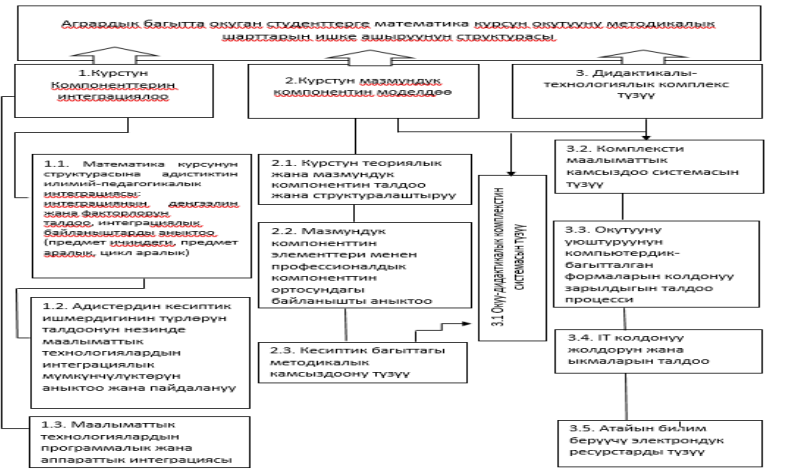 Агрардык багытта окуган студенттерге математика курсун окутууну методикалык
шарттарын ишке ашыруунун структурасы
1.Курстун
Компоненттерин
интеграциялоо
2.Курстун мазмундук
компонентин моделдөө
3. Дидактикалы-
технологиялык комплекс
түзүү
1.1. Математика курсунун
структурасына адистиктин
илимий-педагогикалык
интеграциясы:
интеграциянын деңгээлин
жана факторлорун
талдоо, интеграциялык
байланыштарды аныктоо
(предмет ичиндеги, предмет
аралык, цикл аралык)
1.2. Адистердин кесиптик
ишмердигинин түрлөрүн
талдоонун незинде
маалыматтык
технологиялардын
интеграциялык
мүмкүнчүлүктөрүн
аныктоо жана пайдалануу
1.3. Маалыматтык
технологиялардын
программалык жана
аппараттык интеграциясы
2.1. Курстун теориялык
жана мазмундук
компонентин талдоо
жана структуралаштыруу
2.2. Мазмундук
компоненттин
элементтери менен
профессионалдык
компоненттин
ортосундагы
байланышты аныктоо
2.3. Кесиптик багыттагы
методикалык
камсыздоону түзүү
3.1 Окуу-дидактикалык комплекстин
системасын түзүү
3.2. Комплексти
маалыматтык
камсыздоо системасын
түзүү
3.3. Окутууну
уюштуруунун
компьютердик-
багытталган
формаларын колдонуу
зарылдыгын талдоо
процесси
3.4. IT колдонуу
жолдорун жана
ыкмаларын талдоо
3.5. Атайын билим
берүүчү электрондук
ресурстарды түзүү